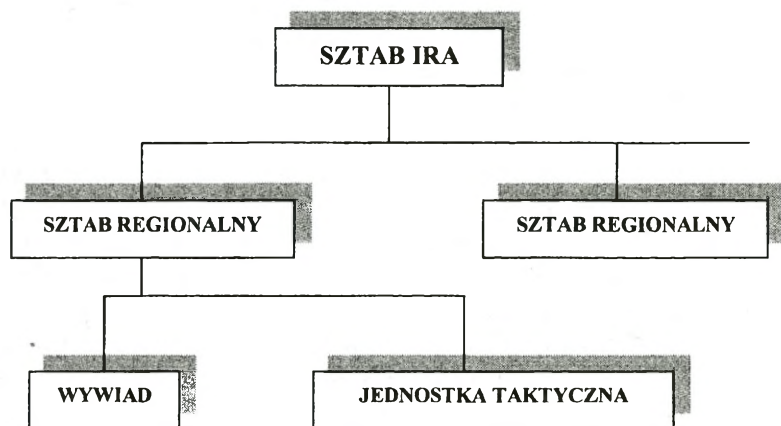 SZTAB IRA
SZTAB REGIONALNY
SZTAB REGIONALNY
WYWIAD
JEDNOSTKA TAKTYCZNA